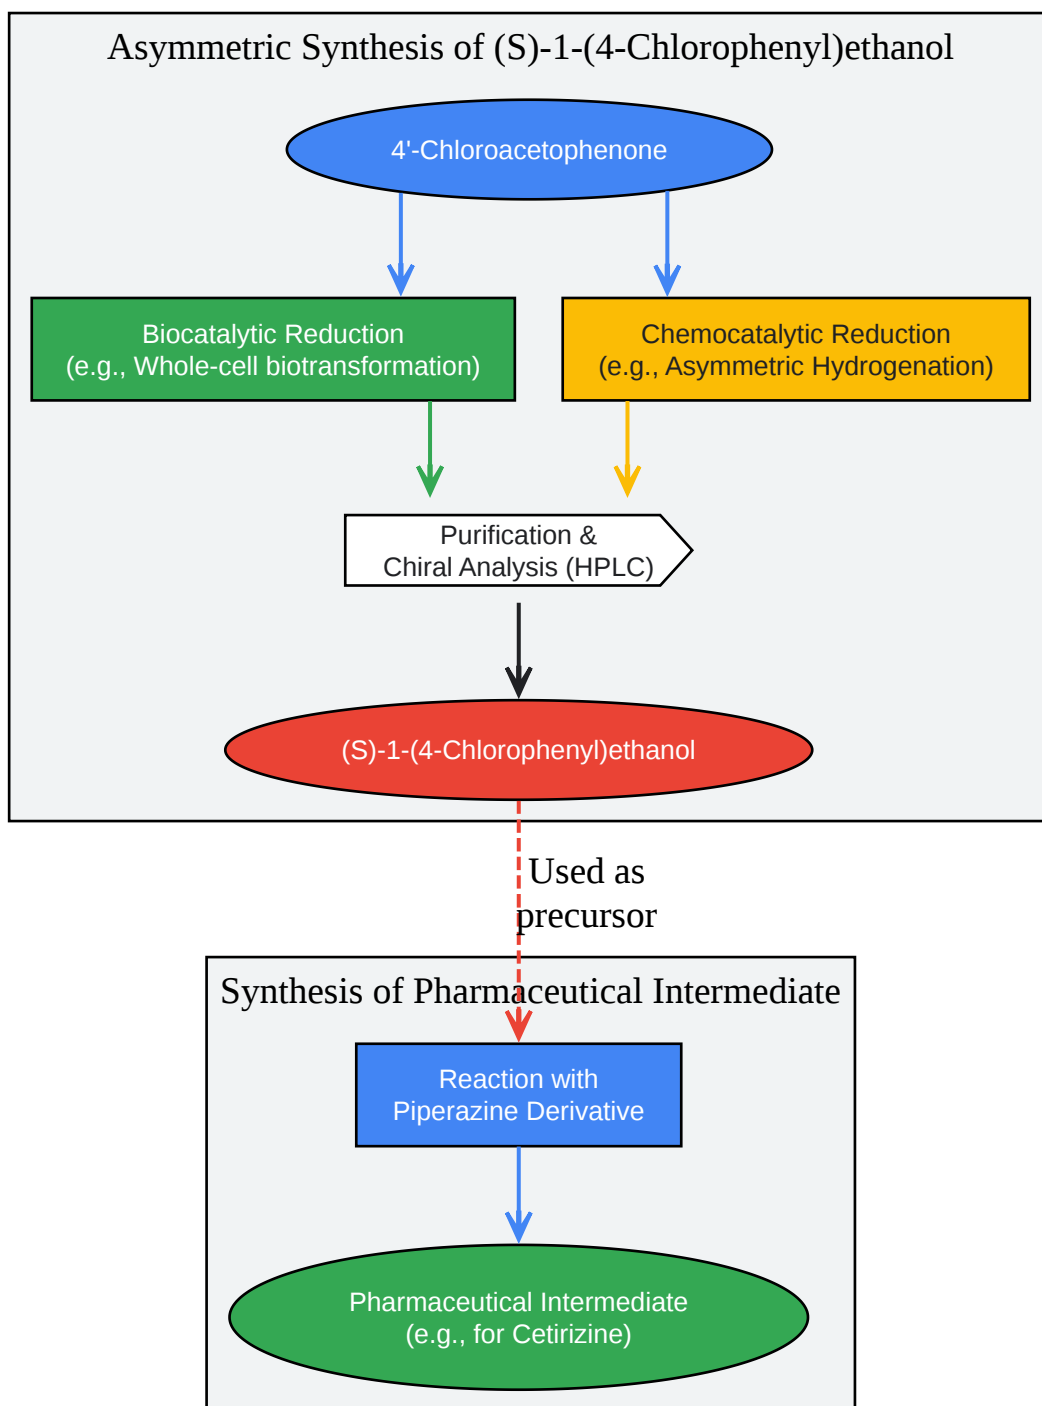 Asymmetric Synthesis of (S)-1-(4-Chlorophenyl)ethanol
4'-Chloroacetophenone
Biocatalytic Reduction
(e.g., Whole-cell biotransformation)
Chemocatalytic Reduction
(e.g., Asymmetric Hydrogenation)
Purification &
Chiral Analysis (HPLC)
(S)-1-(4-Chlorophenyl)ethanol
Used as
precursor
Synthesis of Pharmaceutical Intermediate
Reaction with
Piperazine Derivative
Pharmaceutical Intermediate
(e.g., for Cetirizine)